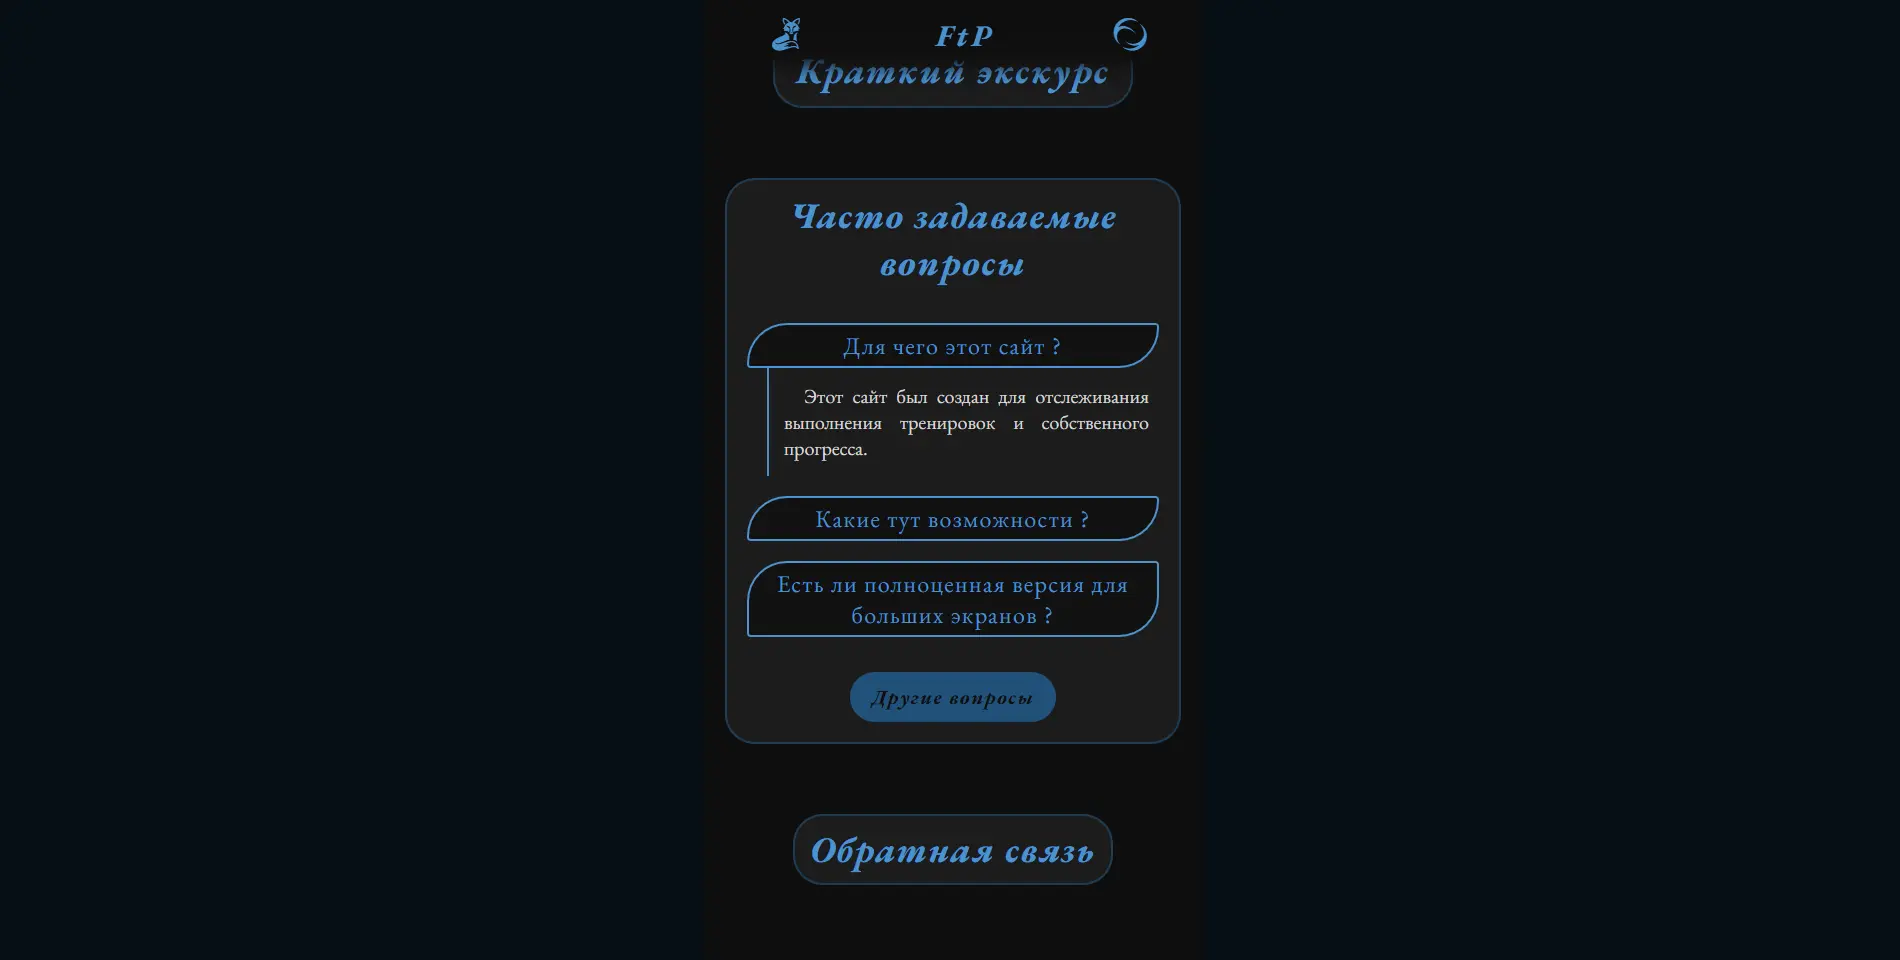 FtP
Краткий экскурс
Часто задаваемые
вопросы
Для чего этот сайт ?
Этот сайт был создан для отслеживания
выполнения тренировок и собственного
прогресса.
Какие тут возможности ?
Есть ли полноценная версия для
больших экранов ?
Другие вопросы
Обратная связь